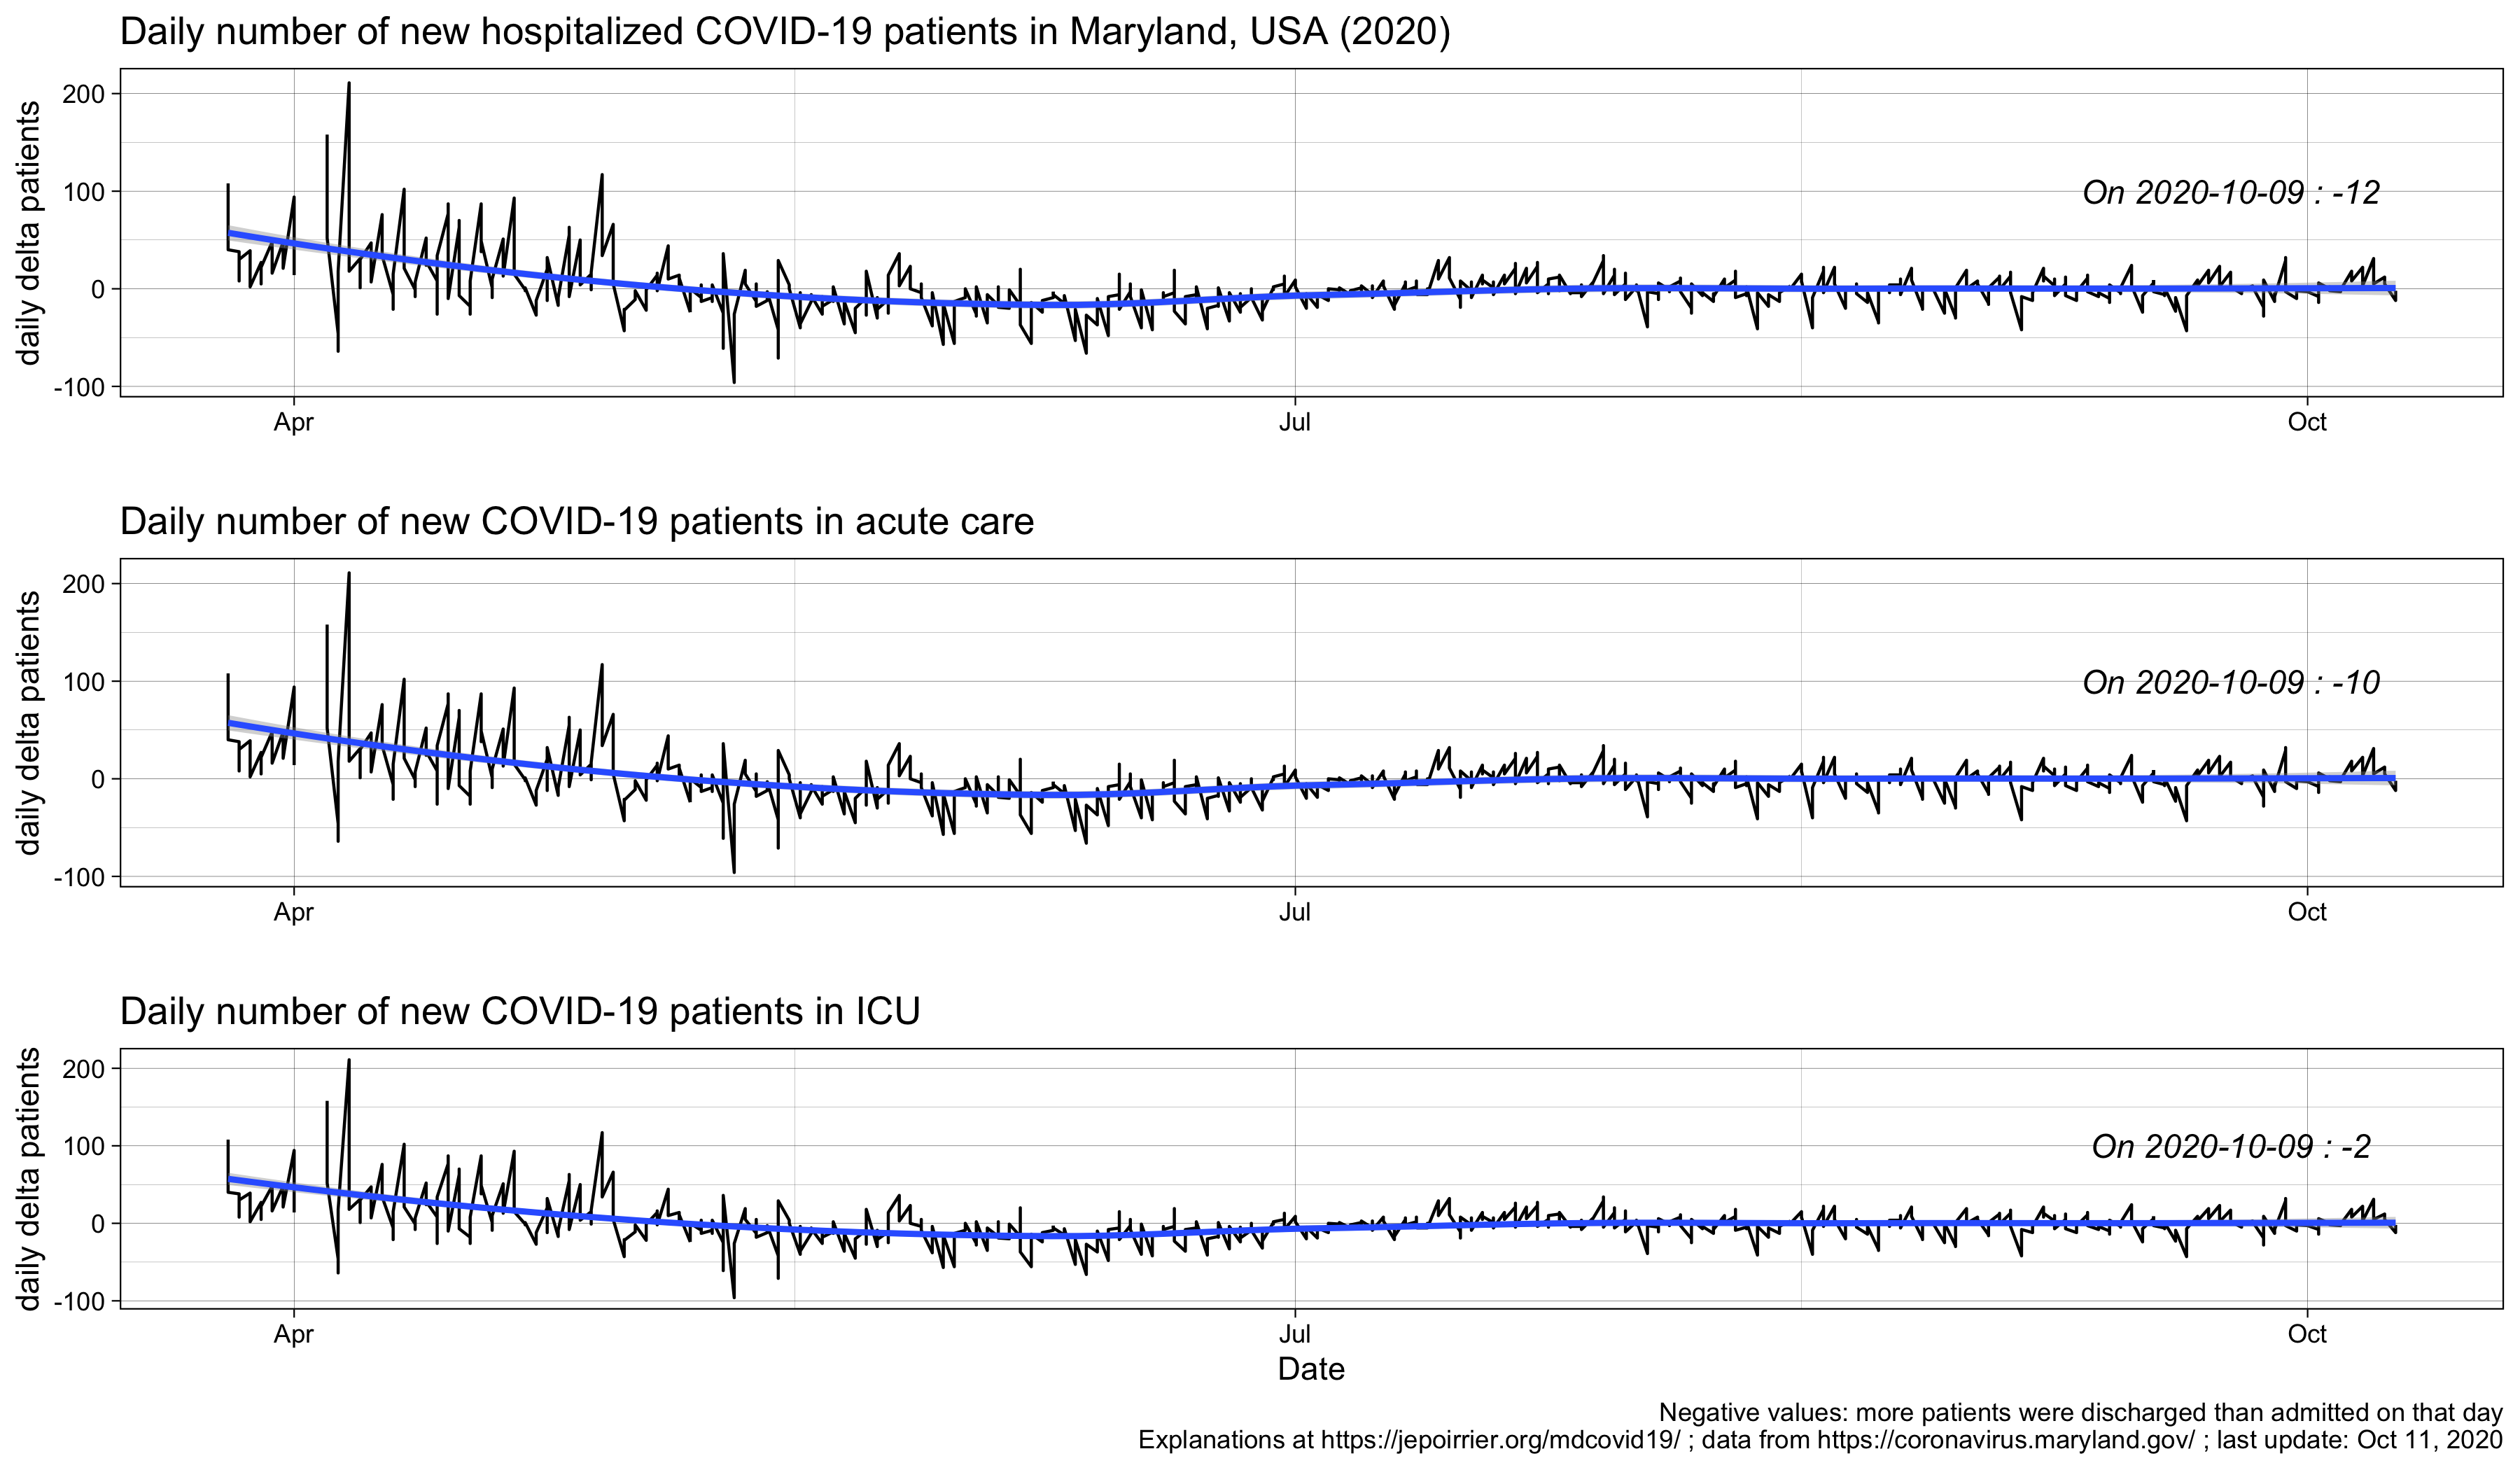 Daily number of new hospitalized COVID-19 patients in Maryland, USA (2020)
daily delta patients
200
100
0
-100
On 2020-10-09 : -12
Apr
Jul
Oct
Daily number of new COVID-19 patients in acute care
daily delta patients
200
100
0
-100
On 2020-10-09 : -10
Apr
Jul
Oct
Daily number of new COVID-19 patients in ICU
daily delta patients
200
100
0
-100
On 2020-10-09 : -2
Apr
Jul
Oct
Date
Negative values: more patients were discharged than admitted on that day
Explanations at https://jepoirrier.org/mdcovid19/ ; data from https://coronavirus.maryland.gov/ ; last update: Oct 11, 2020